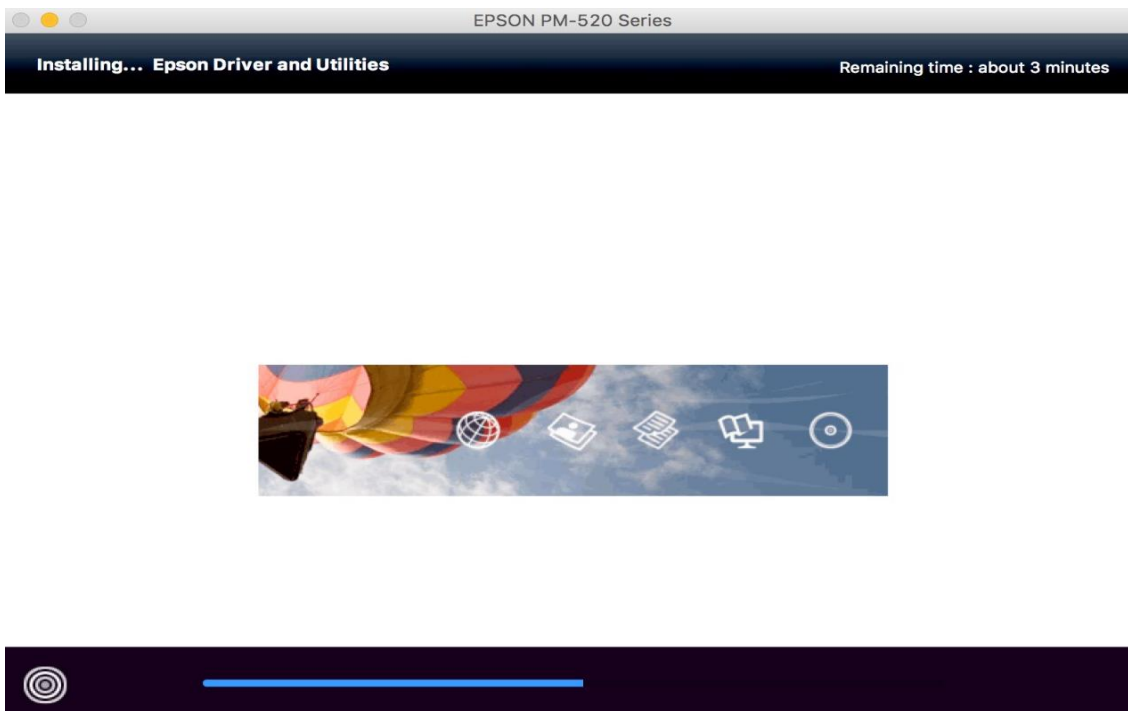 EPSON PM-520 Series
Installing... Epson Driver and Utilities
Remaining time : about 3 minutes